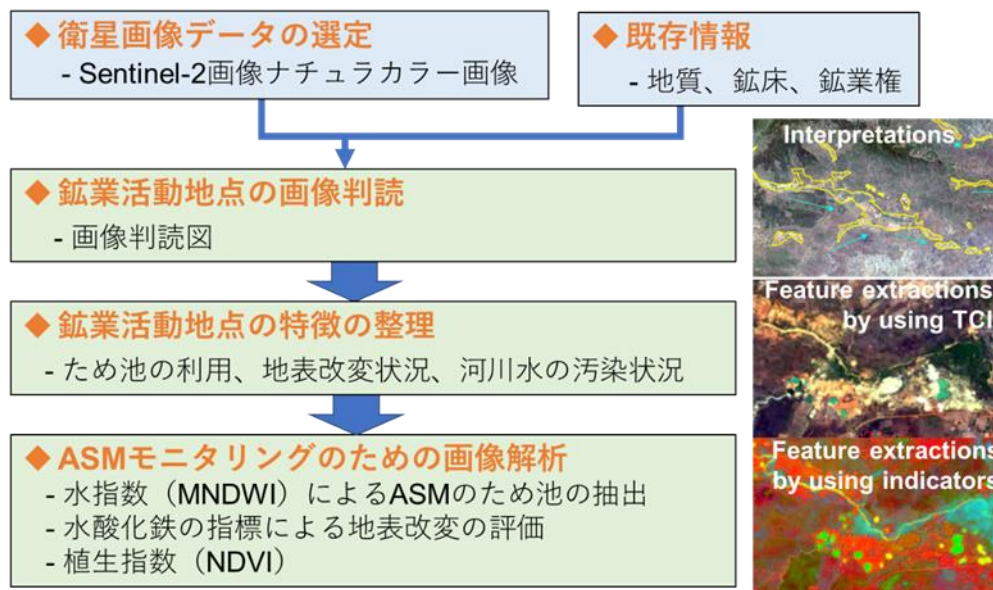 ◆ 衛星画像データの選定
- Sentinel-2画像ナチュラカラー画像
◆ 既存情報
- 地質、鉱床、鉱業権
◆ 鉱業活動地点の画像判読
- 画像判読図
◆ 鉱業活動地点の特徴の整理
- ため池の利用、地表改変状況、河川水の汚染状況
◆ ASMモニタリングのための画像解析
- 水指数（MNDWI）によるASMのため池の抽出
- 水酸化鉄の指標による地表改変の評価
- 植生指数（NDVI）
Interpretations
Feature extractions
by using TCI
Feature extractions
by using indicators